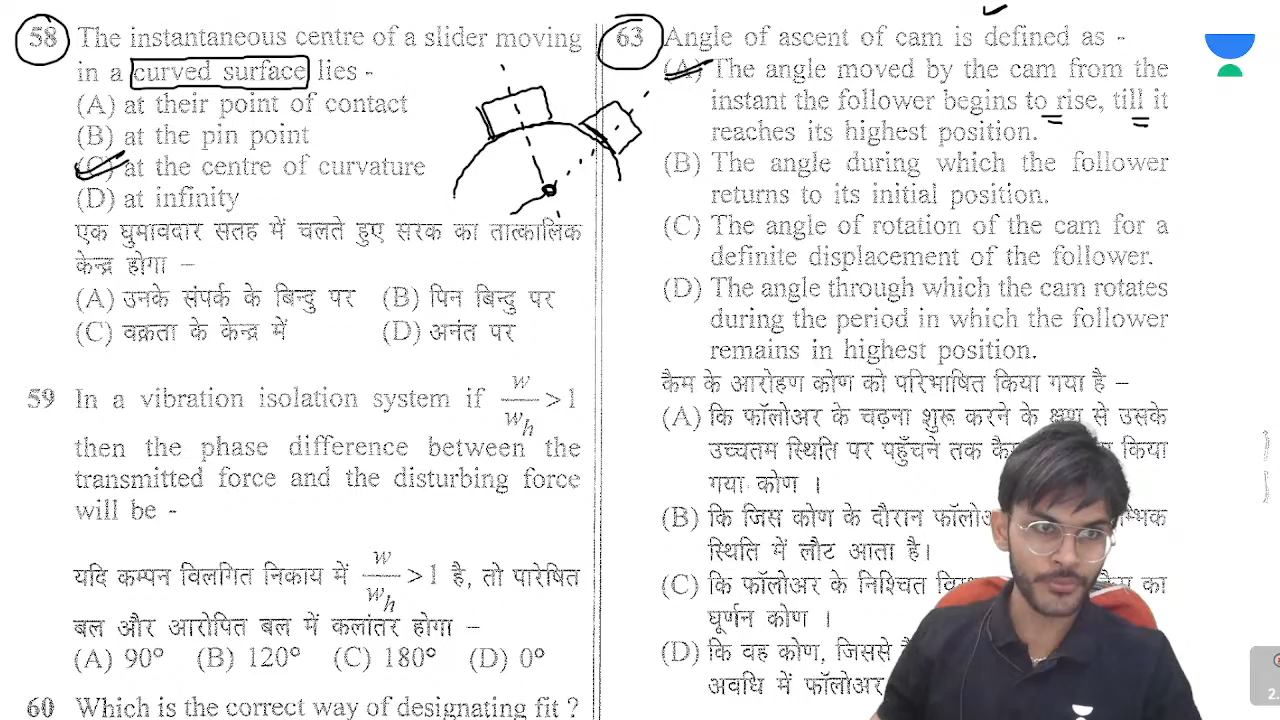 58 The instantaneous centre of a slider moving
in a curved surface lies -
(A) at their point of contact
(B) at the pin point
(C) at the centre of curvature
(D) at infinity
एक घुमावदार सतह में चलते हुए सरक का तात्कालिक
केन्द्र होगा –
(A) उनके संपर्क के बिन्दु पर (B) पिन बिन्दु पर
(C) वक्रता के केन्द्र में (D) अनंत पर
59 In a vibration isolation system if w/wh > 1
then the phase difference between the
transmitted force and the disturbing force
will be -
यदि कम्पन विलगित निकाय में w/wh > 1 है, तो पारेषित
बल और आरोपित बल में कलांतर होगा –
(A) 90° (B) 120° (C) 180° (D) 0°
60 Which is the correct way of designating fit ?
63 Angle of ascent of cam is defined as -
(A) The angle moved by the cam from the
instant the follower begins to rise, till it
reaches its highest position.
(B) The angle during which the follower
returns to its initial position.
(C) The angle of rotation of the cam for a
definite displacement of the follower.
(D) The angle through which the cam rotates
during the period in which the follower
remains in highest position.
कैम के आरोहण कोण को परिभाषित किया गया है –
(A) कि फॉलोअर के चढ़ना शुरू करने के क्षण से उसके
उच्चतम स्थिति पर पहुँचने तक किया
गया कोण ।
(B) कि जिस कोण के दौरान
स्थिति में लौट आता है।
(C) कि फॉलोअर के निश्चित का
घूर्णन कोण ।
(D) कि वह कोण, जिससे
अवधि में फॉलोअर
2.